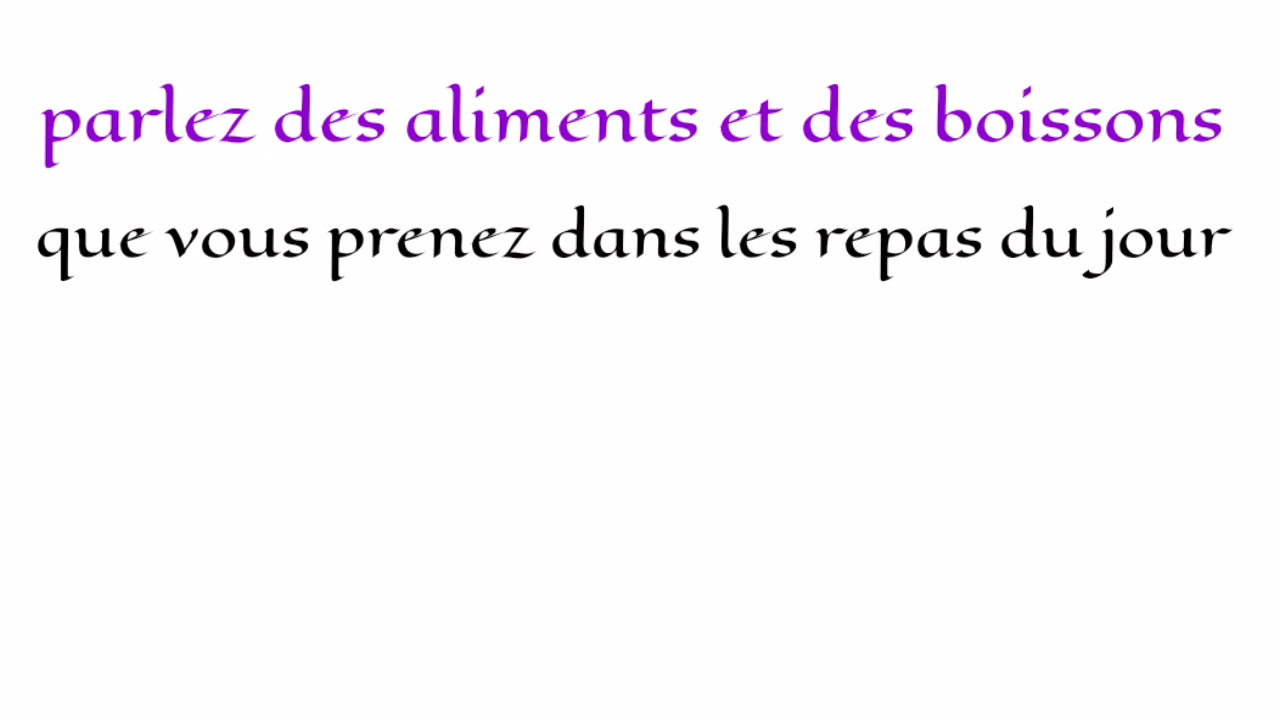 parlez des aliments et des boissons
que vous prenez dans les repas du jour